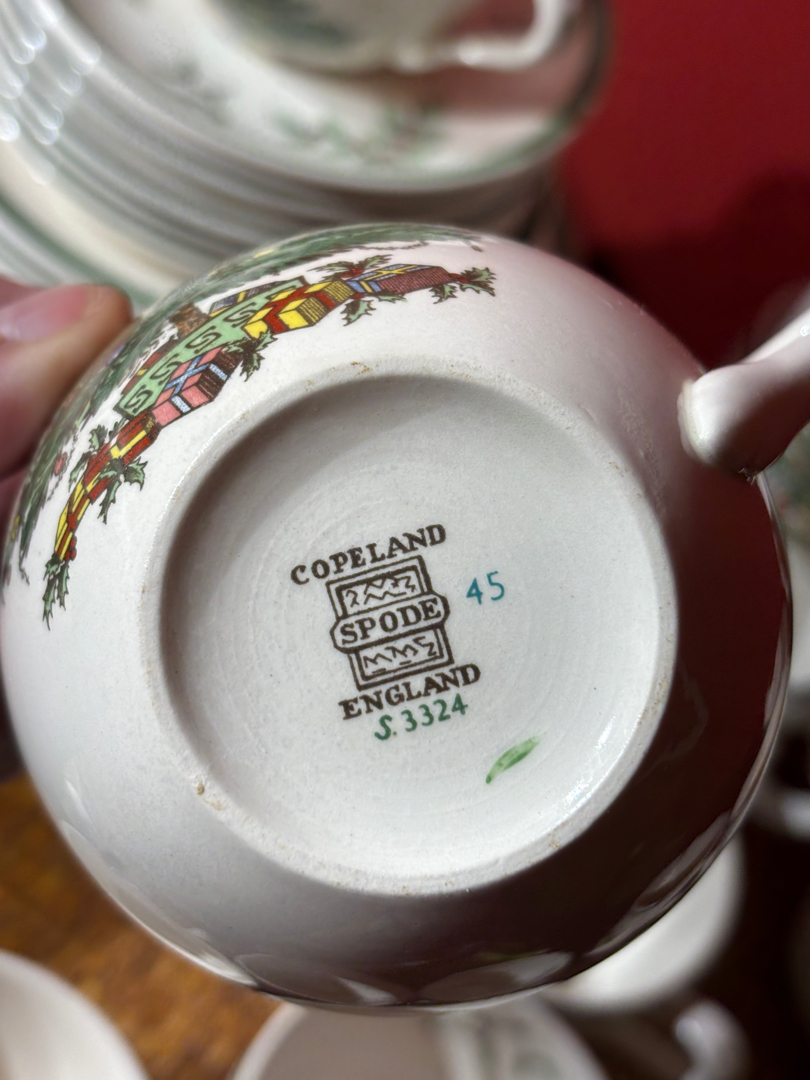 COPELAND
SPODE
45
ENGLAND
S. 3324